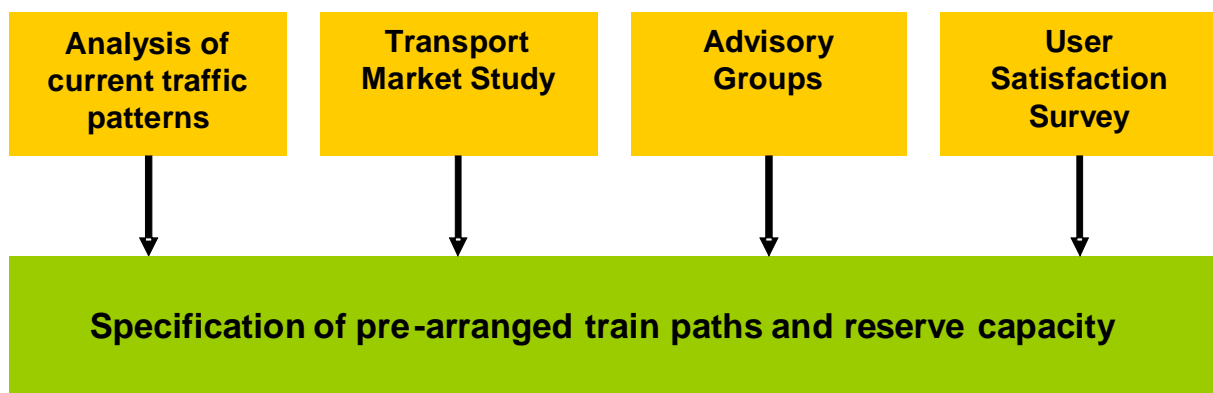 Analysis of
current traffic
patterns
Transport
Market Study
Advisory
Groups
User
Satisfaction
Survey
Specification of pre-arranged train paths and reserve capacity